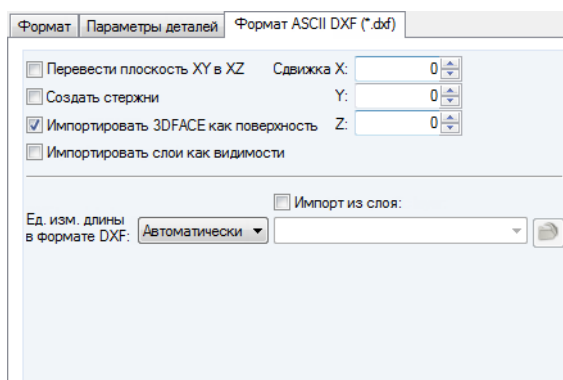 Формат Параметры деталей Формат ASCII DXF (*.dxf)
Перевести плоскость XY в XZ Сдвижка X: 0
Создать стержни Y: 0
Импортировать 3DFACE как поверхность Z: 0
Импортировать слои как видимости
Импорт из слоя:
Ед. изм. длины
в формате DXF: Автоматически